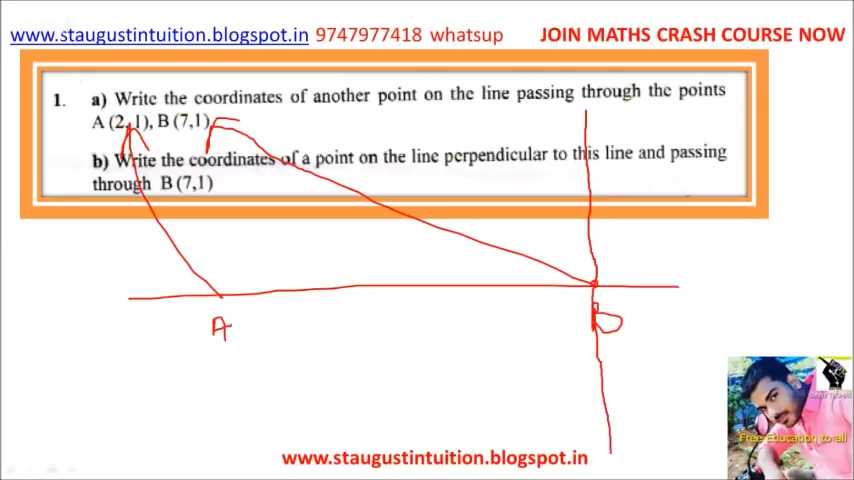 www.staugustintuition.blogspot.in 9747977418 whatsup JOIN MATHS CRASH COURSE NOW
1. a) Write the coordinates of another point on the line passing through the points
A (2, 1), B (7,1)
b) Write the coordinates of a point on the line perpendicular to this line and passing
through B (7,1)
A
B
Free Education to all
www.staugustintuition.blogspot.in